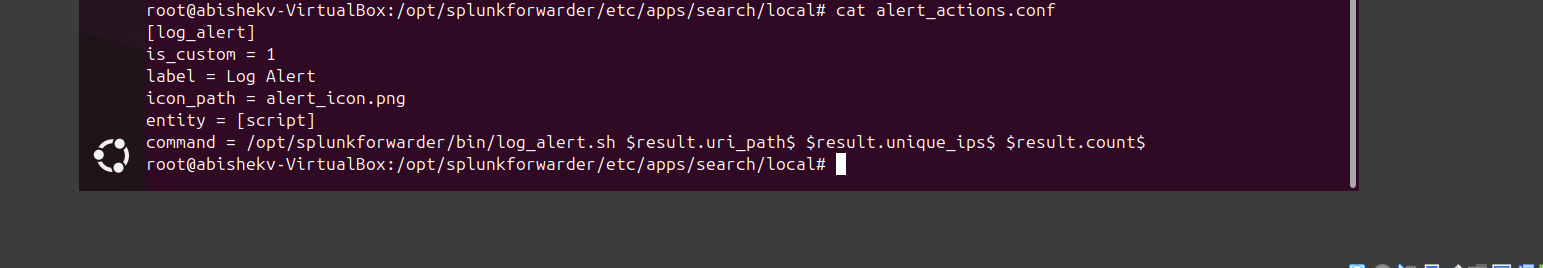 root@abishekv-VirtualBox:/opt/splunkforwarder/etc/apps/search/local# cat alert_actions.conf
[log_alert]
is_custom = 1
label = Log Alert
icon_path = alert_icon.png
entity = [script]
command = /opt/splunkforwarder/bin/log_alert.sh $result.uri_path$ $result.unique_ips$ $result.count$
root@abishekv-VirtualBox:/opt/splunkforwarder/etc/apps/search/local#